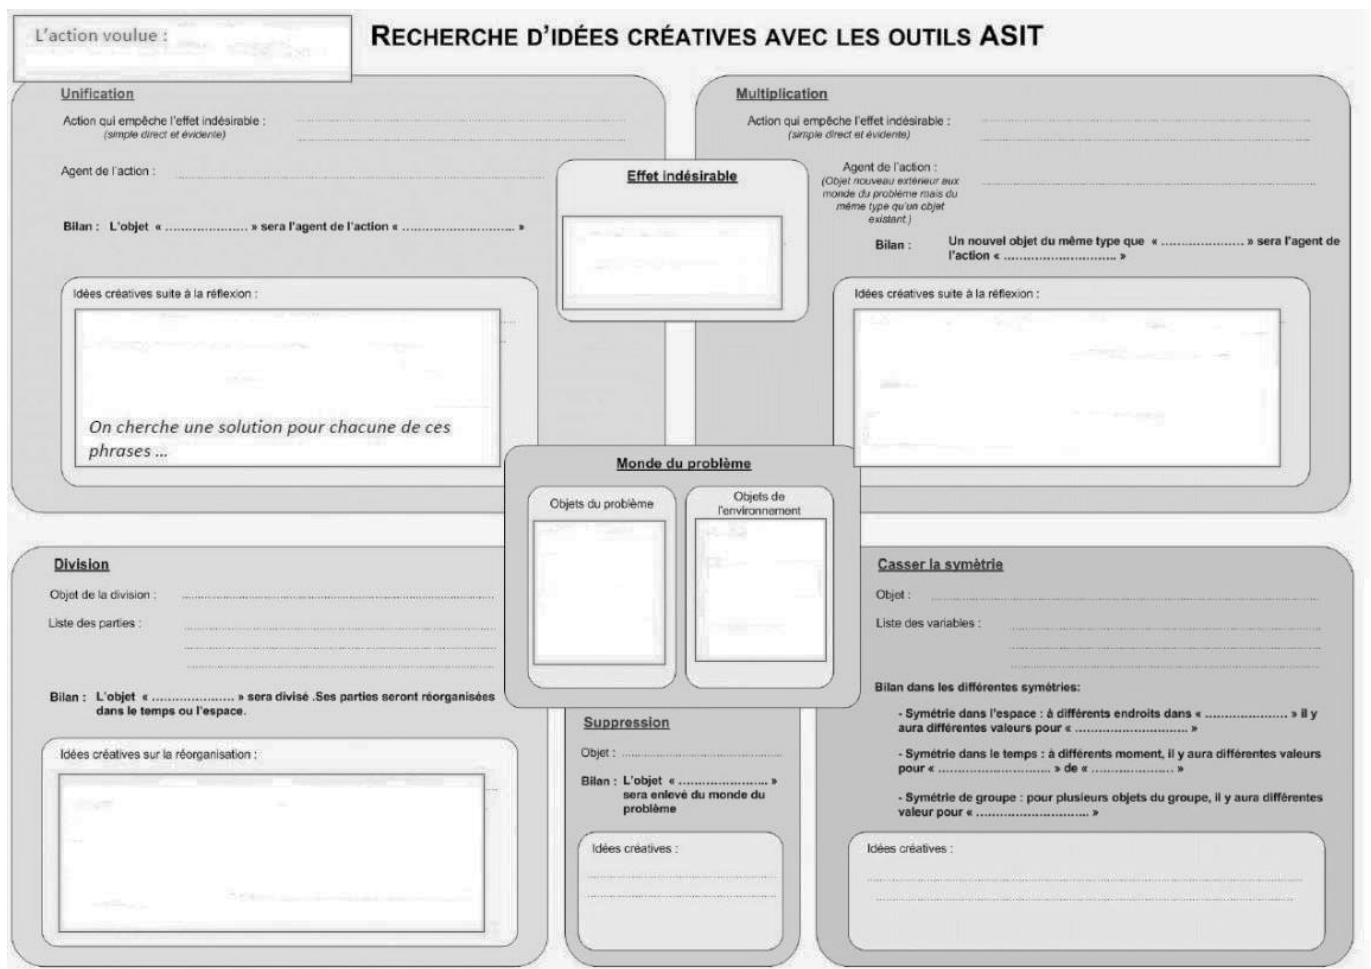 L'action voulue :
RECHERCHE D'IDÉES CRÉATIVES AVEC LES OUTILS ASIT
Unification
Action qui empêche l'effet indésirable : ........................
(simple direct et évidente)
Agent de l'action : ........................
Bilan : L'objet « ..................... » sera l'agent de l'action « ............................ »
Idées créatives suite à la réflexion :
On cherche une solution pour chacune de ces
phrases ...
Effet indésirable
Multiplication
Action qui empêche l'effet indésirable : ........................
(simple direct et évidente)
Agent de l'action :
(Objet nouveau extérieur aux
monde du problème mais du
même type qu'un objet
existant.)
Bilan : Un nouvel objet du même type que « ..................... » sera l'agent de
l'action « ............................ »
Idées créatives suite à la réflexion :
Monde du problème
Objets du problème
Objets de
l'environnement
Division
Objet de la division : ........................
Liste des parties : ........................
Bilan : L'objet « ..................... » sera divisé .Ses parties seront réorganisées
dans le temps ou l'espace.
Idées créatives sur la réorganisation :
Suppression
Objet : ........................
Bilan : L'objet « ...................... »
sera enlevé du monde du
problème
Idées créatives :
Casser la symètrie
Objet : ........................
Liste des variables : ........................
Bilan dans les différentes symétries:
- Symétrie dans l'espace : à différents endroits dans « ..................... » il y
aura différentes valeurs pour « ............................ »
- Symétrie dans le temps : à différents moment, il y aura différentes valeurs
pour « ............................ » de « ..................... »
- Symétrie de groupe : pour plusieurs objets du groupe, il y aura différentes
valeur pour « ............................ »
Idées créatives :